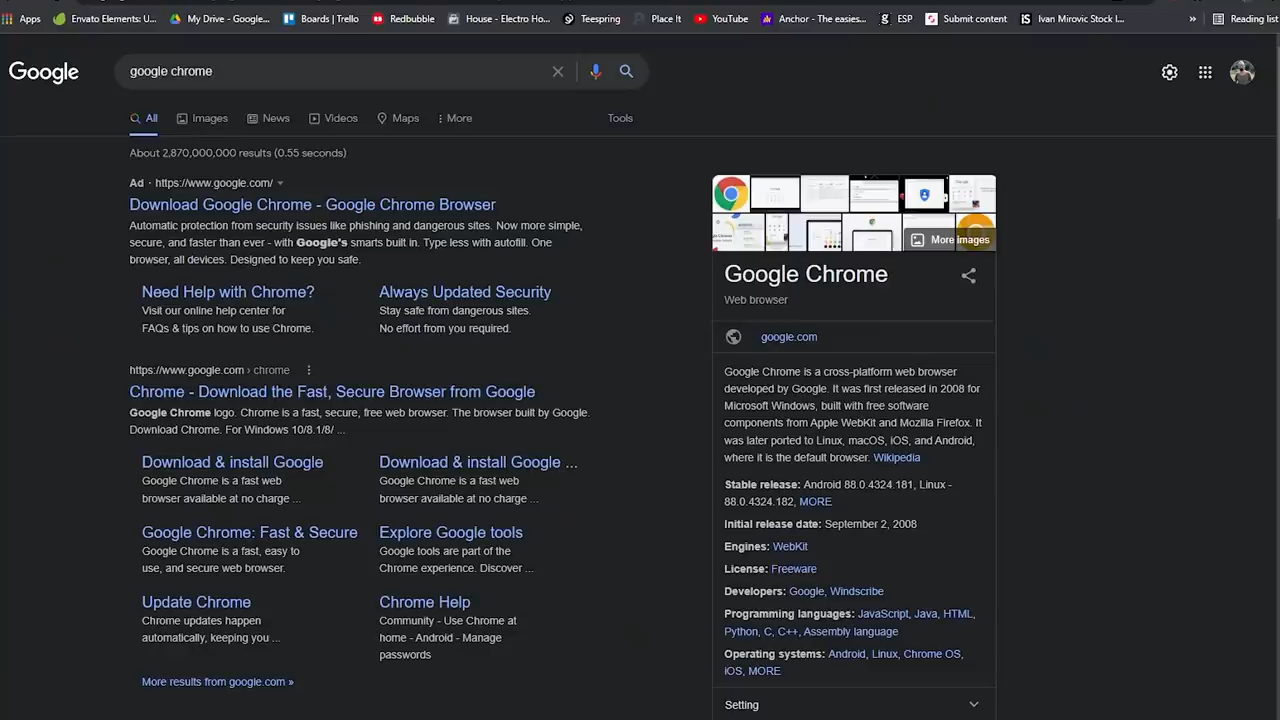 Apps Envato Elements: U... My Drive - Google... Boards | Trello Redbubble House - Electro Ho... Teespring Place It YouTube Anchor - The easies... ESP Submit content Ivan Mirovic Stock I... » Reading list
Google google chrome
All Images News Videos Maps More Tools
About 2,870,000,000 results (0.55 seconds)
Ad · https://www.google.com/
Download Google Chrome - Google Chrome Browser
Automatic protection from security issues like phishing and dangerous sites. Now more simple,
secure, and faster than ever - with Google's smarts built in. Type less with autofill. One
browser, all devices. Designed to keep you safe.
Need Help with Chrome?
Visit our online help center for
FAQs & tips on how to use Chrome.
Always Updated Security
Stay safe from dangerous sites.
No effort from you required.
https://www.google.com › chrome
Chrome - Download the Fast, Secure Browser from Google
Google Chrome logo. Chrome is a fast, secure, free web browser. The browser built by Google.
Download Chrome. For Windows 10/8.1/8/ ...
Download & install Google
Google Chrome is a fast web
browser available at no charge ...
Download & install Google ...
Google Chrome is a fast web
browser available at no charge ...
Google Chrome: Fast & Secure
Google Chrome is a fast, easy to
use, and secure web browser.
Explore Google tools
Google tools are part of the
Chrome experience. Discover ...
Update Chrome
Chrome updates happen
automatically, keeping you ...
Chrome Help
Community - Use Chrome at
home - Android - Manage
passwords
More results from google.com »
More images
Google Chrome
Web browser
google.com
Google Chrome is a cross-platform web browser
developed by Google. It was first released in 2008 for
Microsoft Windows, built with free software
components from Apple WebKit and Mozilla Firefox. It
was later ported to Linux, macOS, iOS, and Android,
where it is the default browser. Wikipedia
Stable release: Android 88.0.4324.181, Linux -
88.0.4324.182, MORE
Initial release date: September 2, 2008
Engines: WebKit
License: Freeware
Developers: Google, Windscribe
Programming languages: JavaScript, Java, HTML,
Python, C, C++, Assembly language
Operating systems: Android, Linux, Chrome OS,
iOS, MORE
Setting